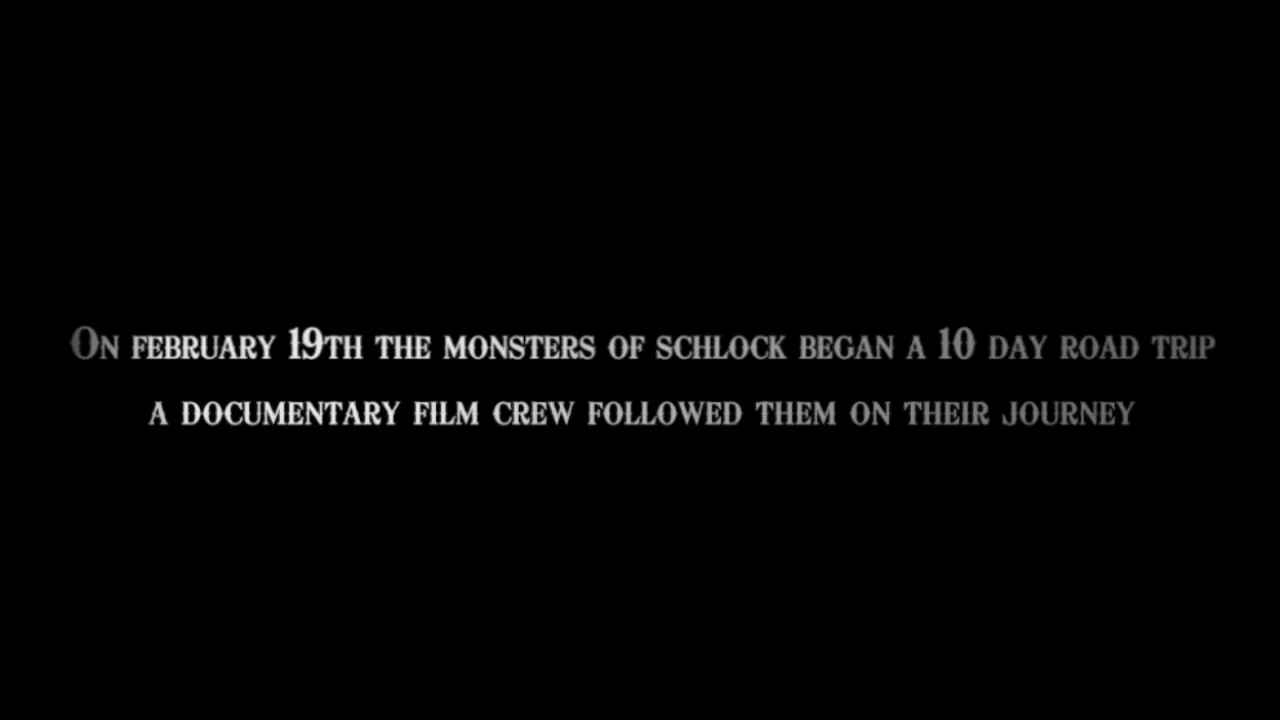 On february 19th the monsters of schlock began a 10 day road trip
a documentary film crew followed them on their journey